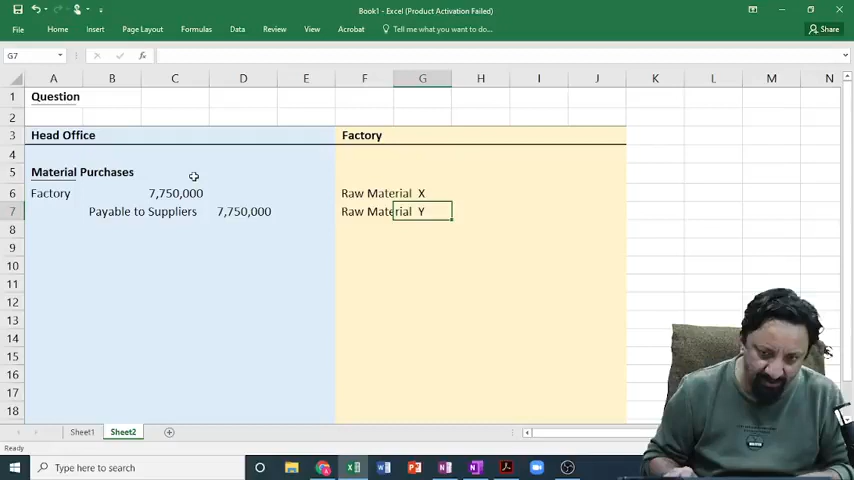 Book1 - Excel (Product Activation Failed)
File Home Insert Page Layout Formulas Data Review View Acrobat Tell me what you want to do... Share
G7 fx
A B C D E F G H I J K L M N
1 Question
2
3 Head Office Factory
4
5 Material Purchases
6 Factory 7,750,000 Raw Material X
7 Payable to Suppliers 7,750,000 Raw Material Y
8
9
10
11
12
13
14
15
16
17
18
Sheet1 Sheet2
Ready
Type here to search